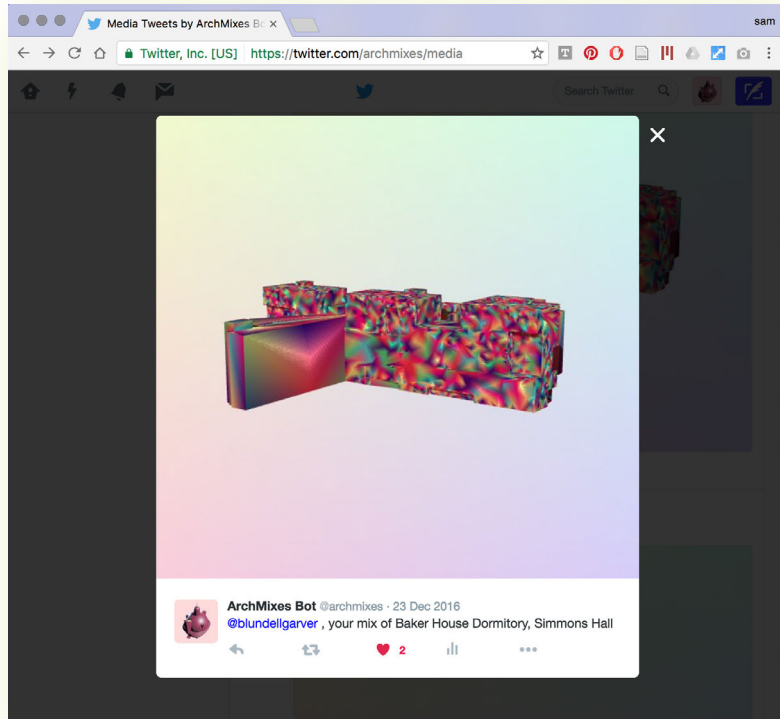 Media Tweets by ArchMixes Bo
sam
Twitter, Inc. [US]
https://twitter.com/archmixes/media
Search Twitter
ArchMixes Bot @archmixes · 23 Dec 2016
@blundellgarver , your mix of Baker House Dormitory, Simmons Hall
2